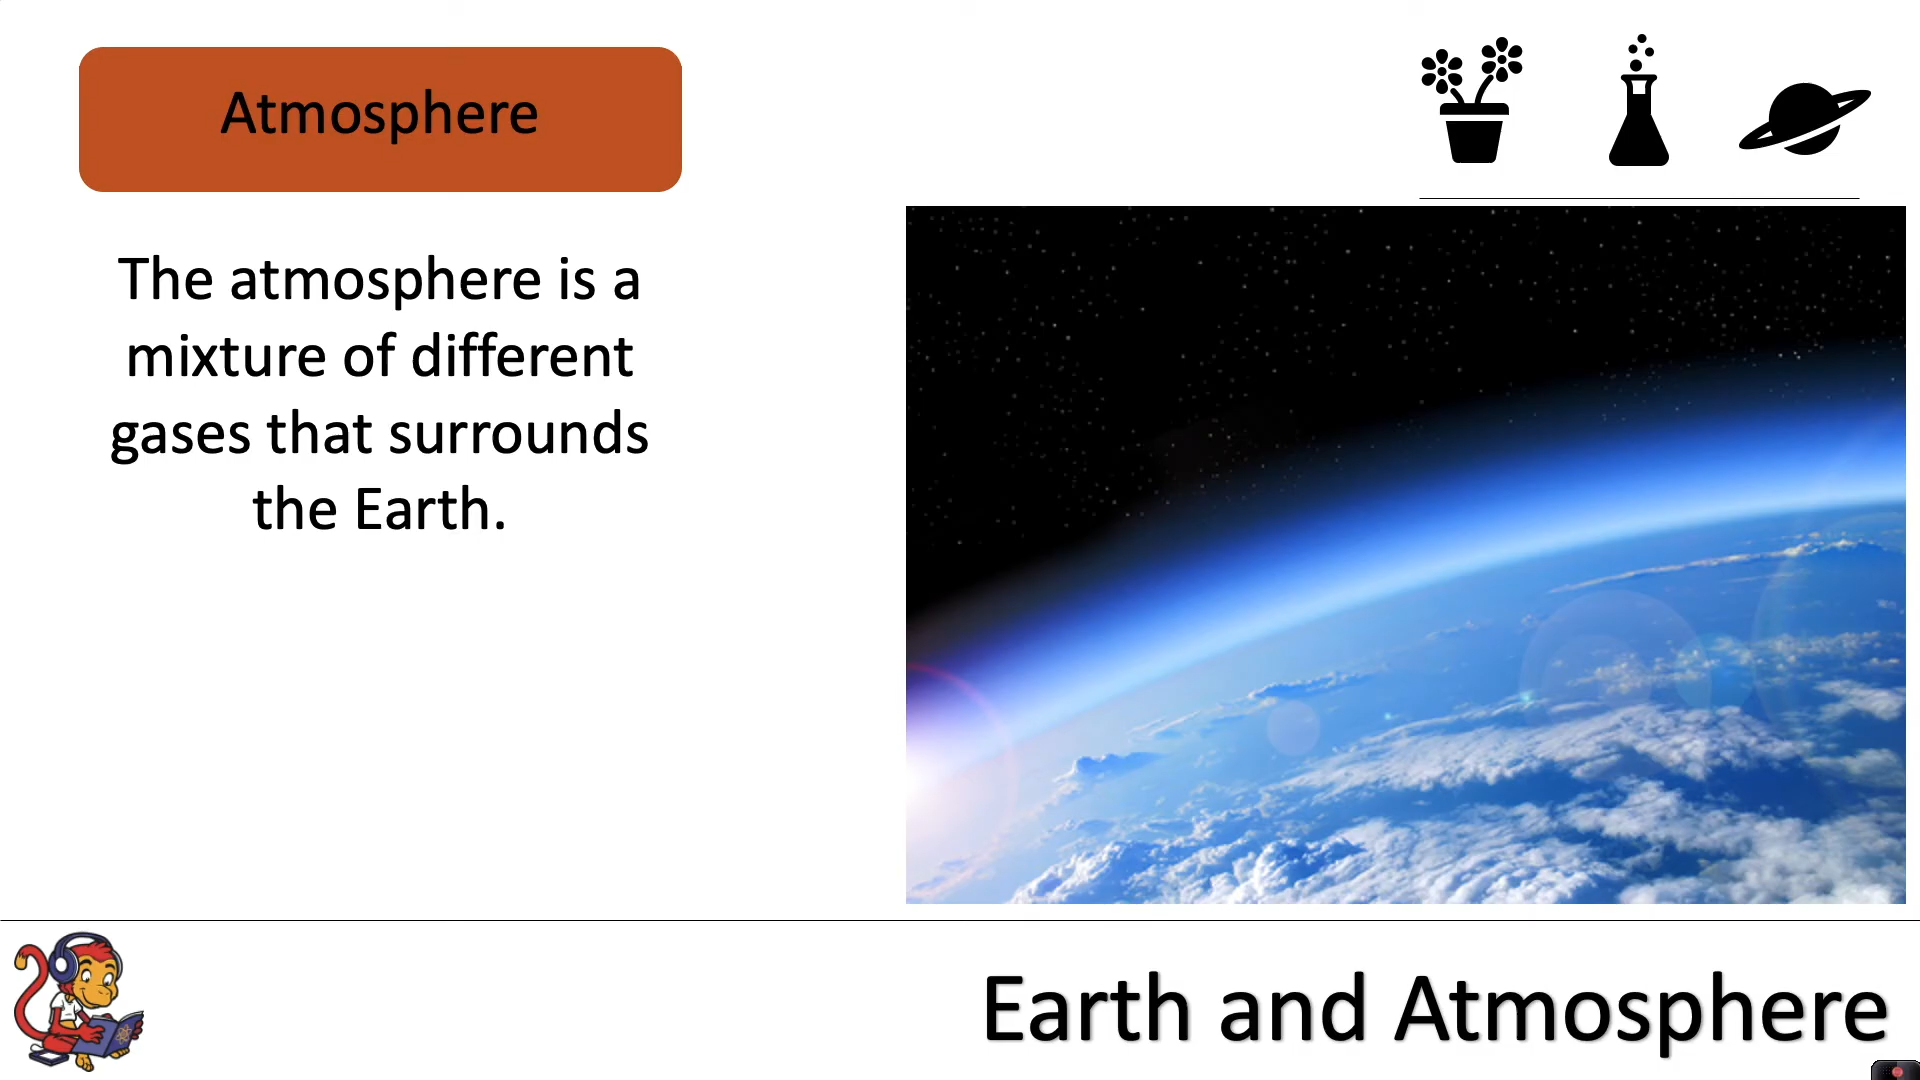 Atmosphere
The atmosphere is a
mixture of different
gases that surrounds
the Earth.
Earth and Atmosphere